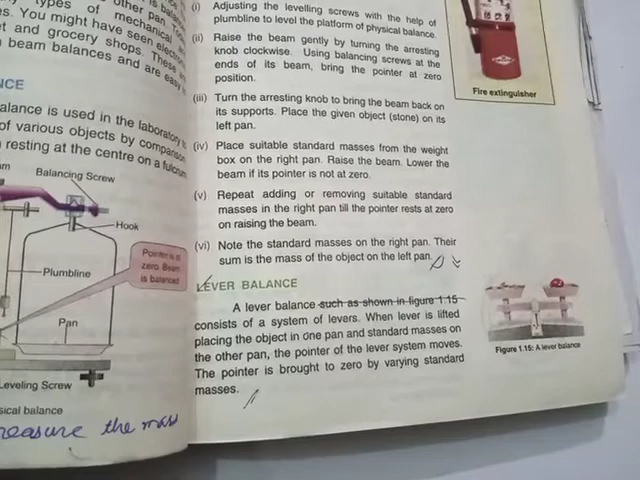 types of mechanical
other pan
s. You might have seen electro
t and grocery shops. These
beam balances and are easy
NCE
alance is used in the laboratory
of various objects by comparison
resting at the centre on a fulcrum
am
Balancing Screw
Hook
Pointer is at
zero. Beam
is balanced
Plumbline
Pan
Leveling Screw
sical balance
measure the mass
(i) Adjusting the levelling screws with the help of
plumbline to level the platform of physical balance.
(ii) Raise the beam gently by turning the arresting
knob clockwise. Using balancing screws at the
ends of its beam, bring the pointer at zero
position.
(iii) Turn the arresting knob to bring the beam back on
its supports. Place the given object (stone) on its
left pan.
(iv) Place suitable standard masses from the weight
box on the right pan. Raise the beam. Lower the
beam if its pointer is not at zero.
(v) Repeat adding or removing suitable standard
masses in the right pan till the pointer rests at zero
on raising the beam.
(vi) Note the standard masses on the right pan. Their
sum is the mass of the object on the left pan.
LEVER BALANCE
A lever balance such as shown in figure 1.15
consists of a system of levers. When lever is lifted
placing the object in one pan and standard masses on
the other pan, the pointer of the lever system moves.
The pointer is brought to zero by varying standard
masses.
Fire extinguisher
Figure 1.15: A lever balance